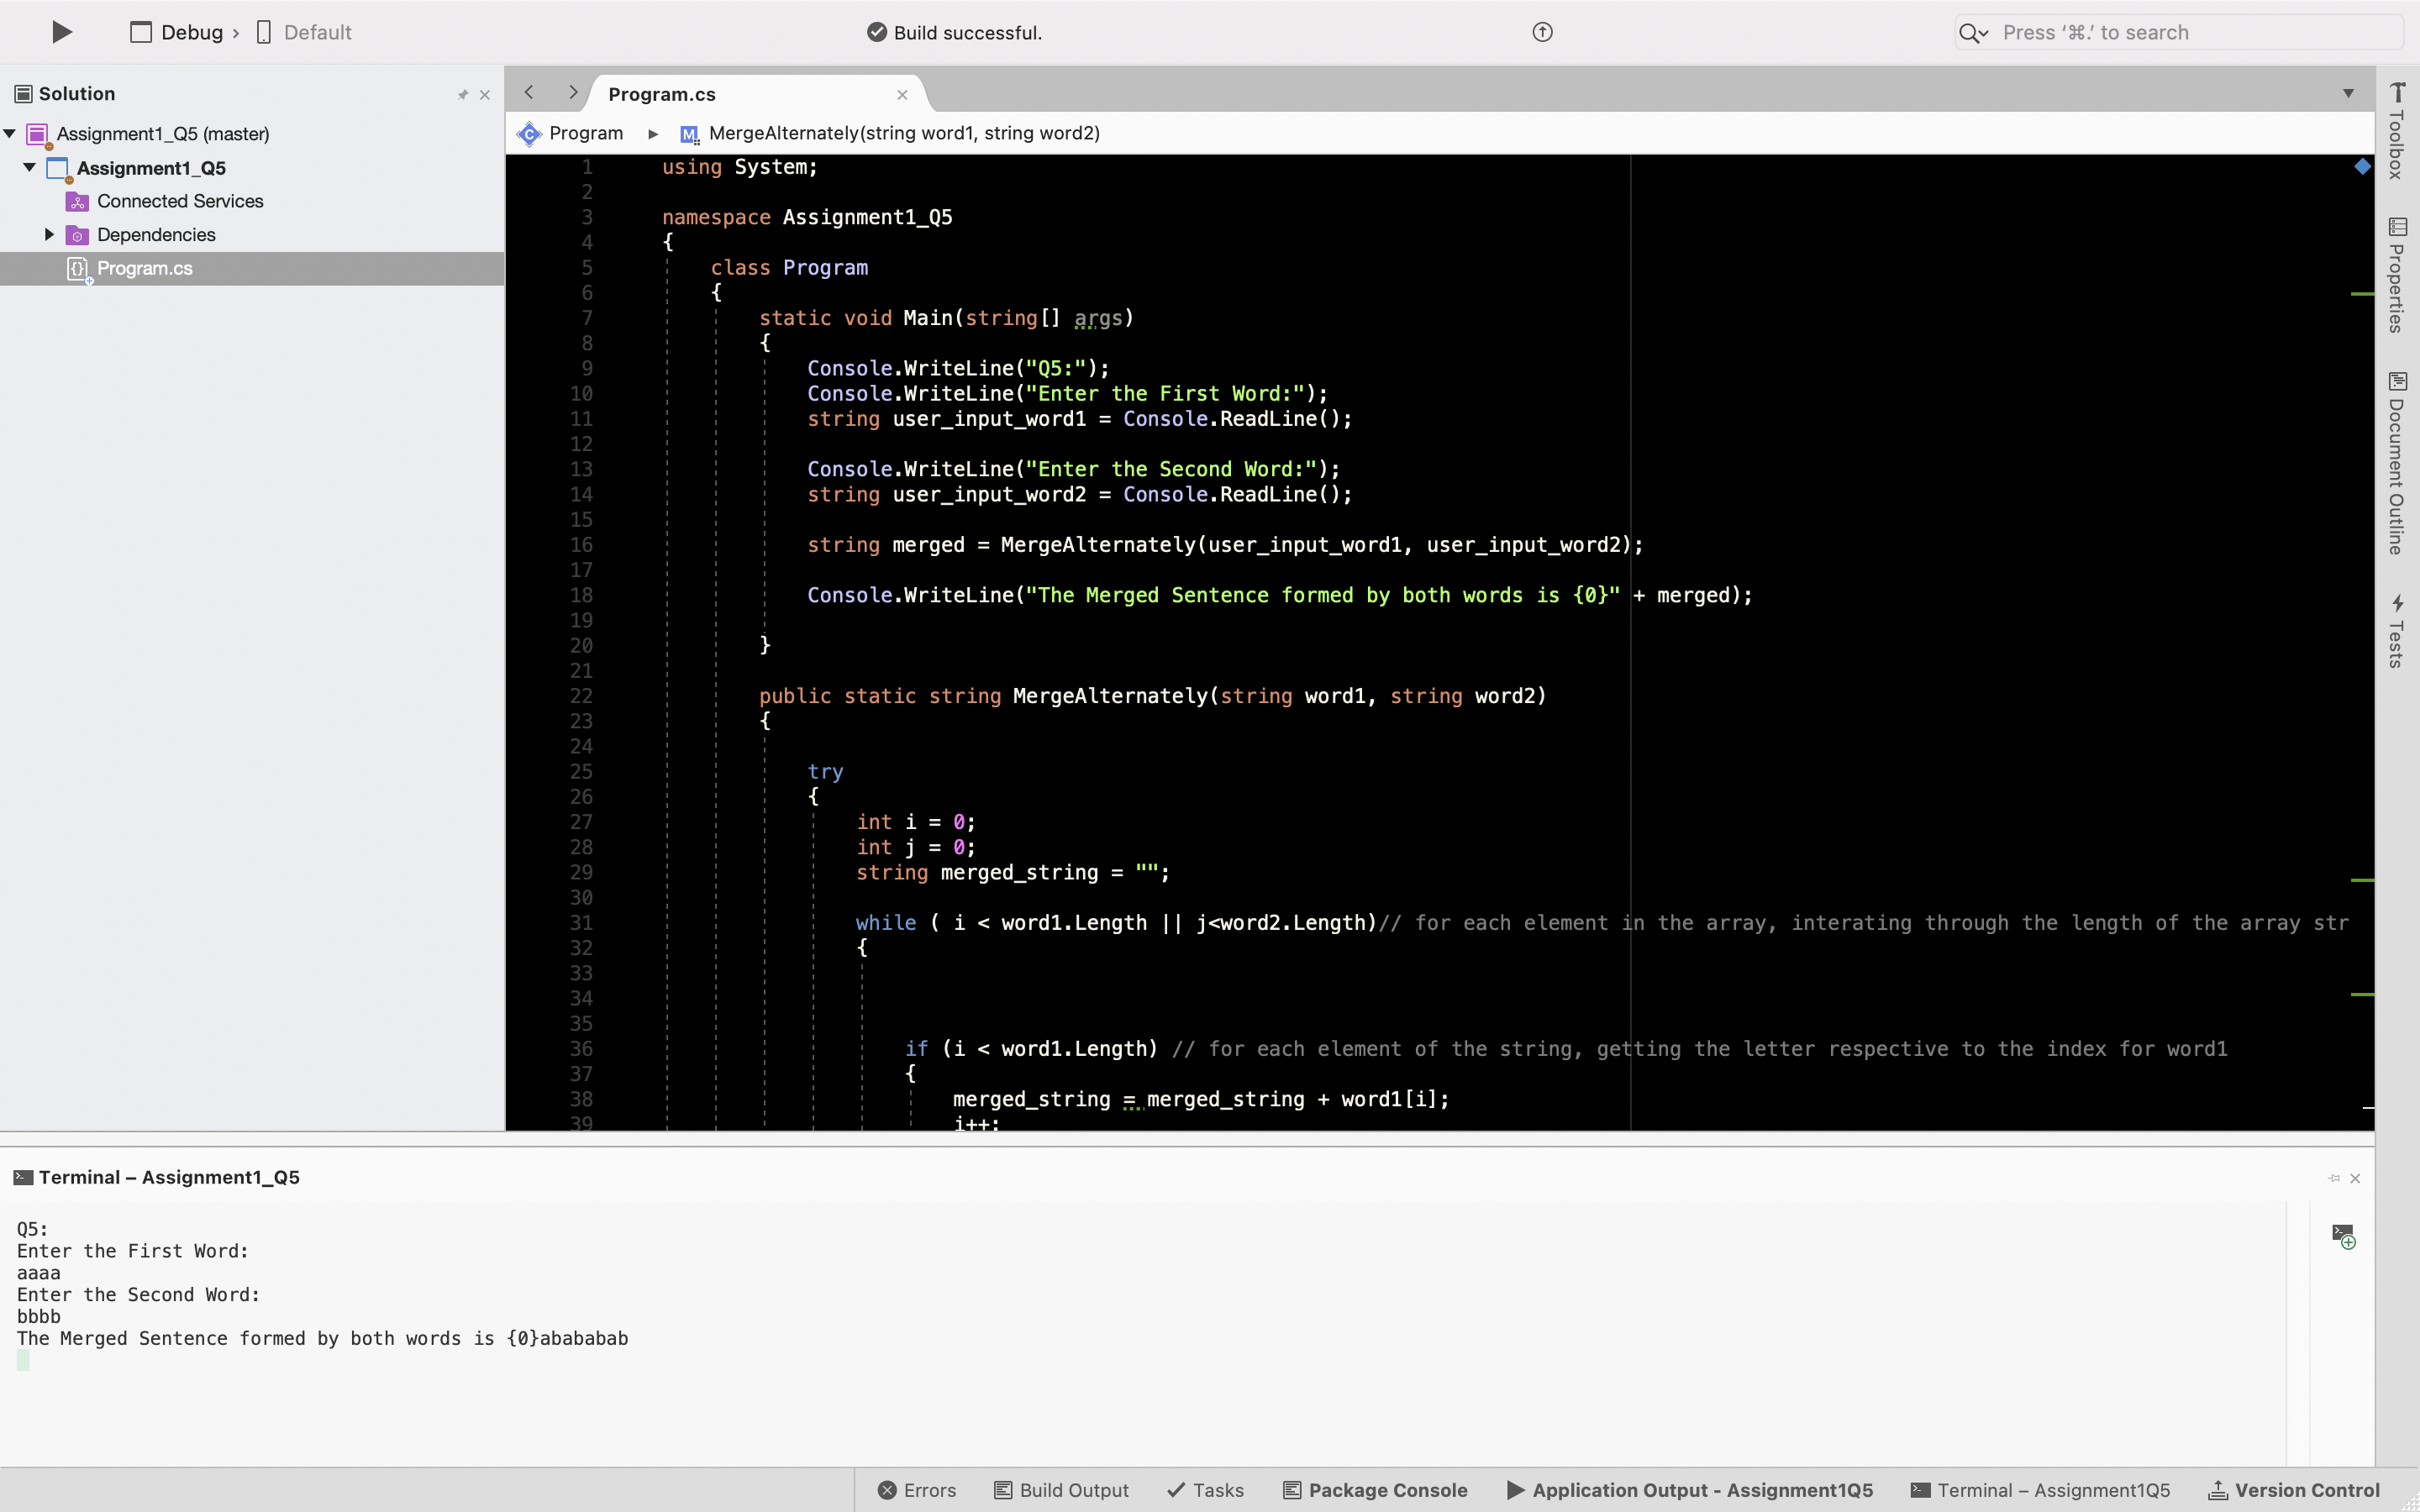 Debug › Default
Build successful.
Press ‘⌘.’ to search
Solution
Assignment1_Q5 (master)
Assignment1_Q5
Connected Services
Dependencies
Program.cs
Program.cs
Program ▸ MergeAlternately(string word1, string word2)
1 using System;
2
3 namespace Assignment1_Q5
4 {
5 class Program
6 {
7 static void Main(string[] args)
8 {
9 Console.WriteLine("Q5:");
10 Console.WriteLine("Enter the First Word:");
11 string user_input_word1 = Console.ReadLine();
12
13 Console.WriteLine("Enter the Second Word:");
14 string user_input_word2 = Console.ReadLine();
15
16 string merged = MergeAlternately(user_input_word1, user_input_word2);
17
18 Console.WriteLine("The Merged Sentence formed by both words is {0}" + merged);
19
20 }
21
22 public static string MergeAlternately(string word1, string word2)
23 {
24
25 try
26 {
27 int i = 0;
28 int j = 0;
29 string merged_string = "";
30
31 while ( i < word1.Length || j<word2.Length)// for each element in the array, interating through the length of the array str
32 {
33
34
35
36 if (i < word1.Length) // for each element of the string, getting the letter respective to the index for word1
37 {
38 merged_string = merged_string + word1[i];
39 i++;
Toolbox
Properties
Document Outline
Tests
Terminal – Assignment1_Q5
Q5:
Enter the First Word:
aaaa
Enter the Second Word:
bbbb
The Merged Sentence formed by both words is {0}abababab
Errors
Build Output
Tasks
Package Console
Application Output - Assignment1Q5
Terminal – Assignment1Q5
Version Control